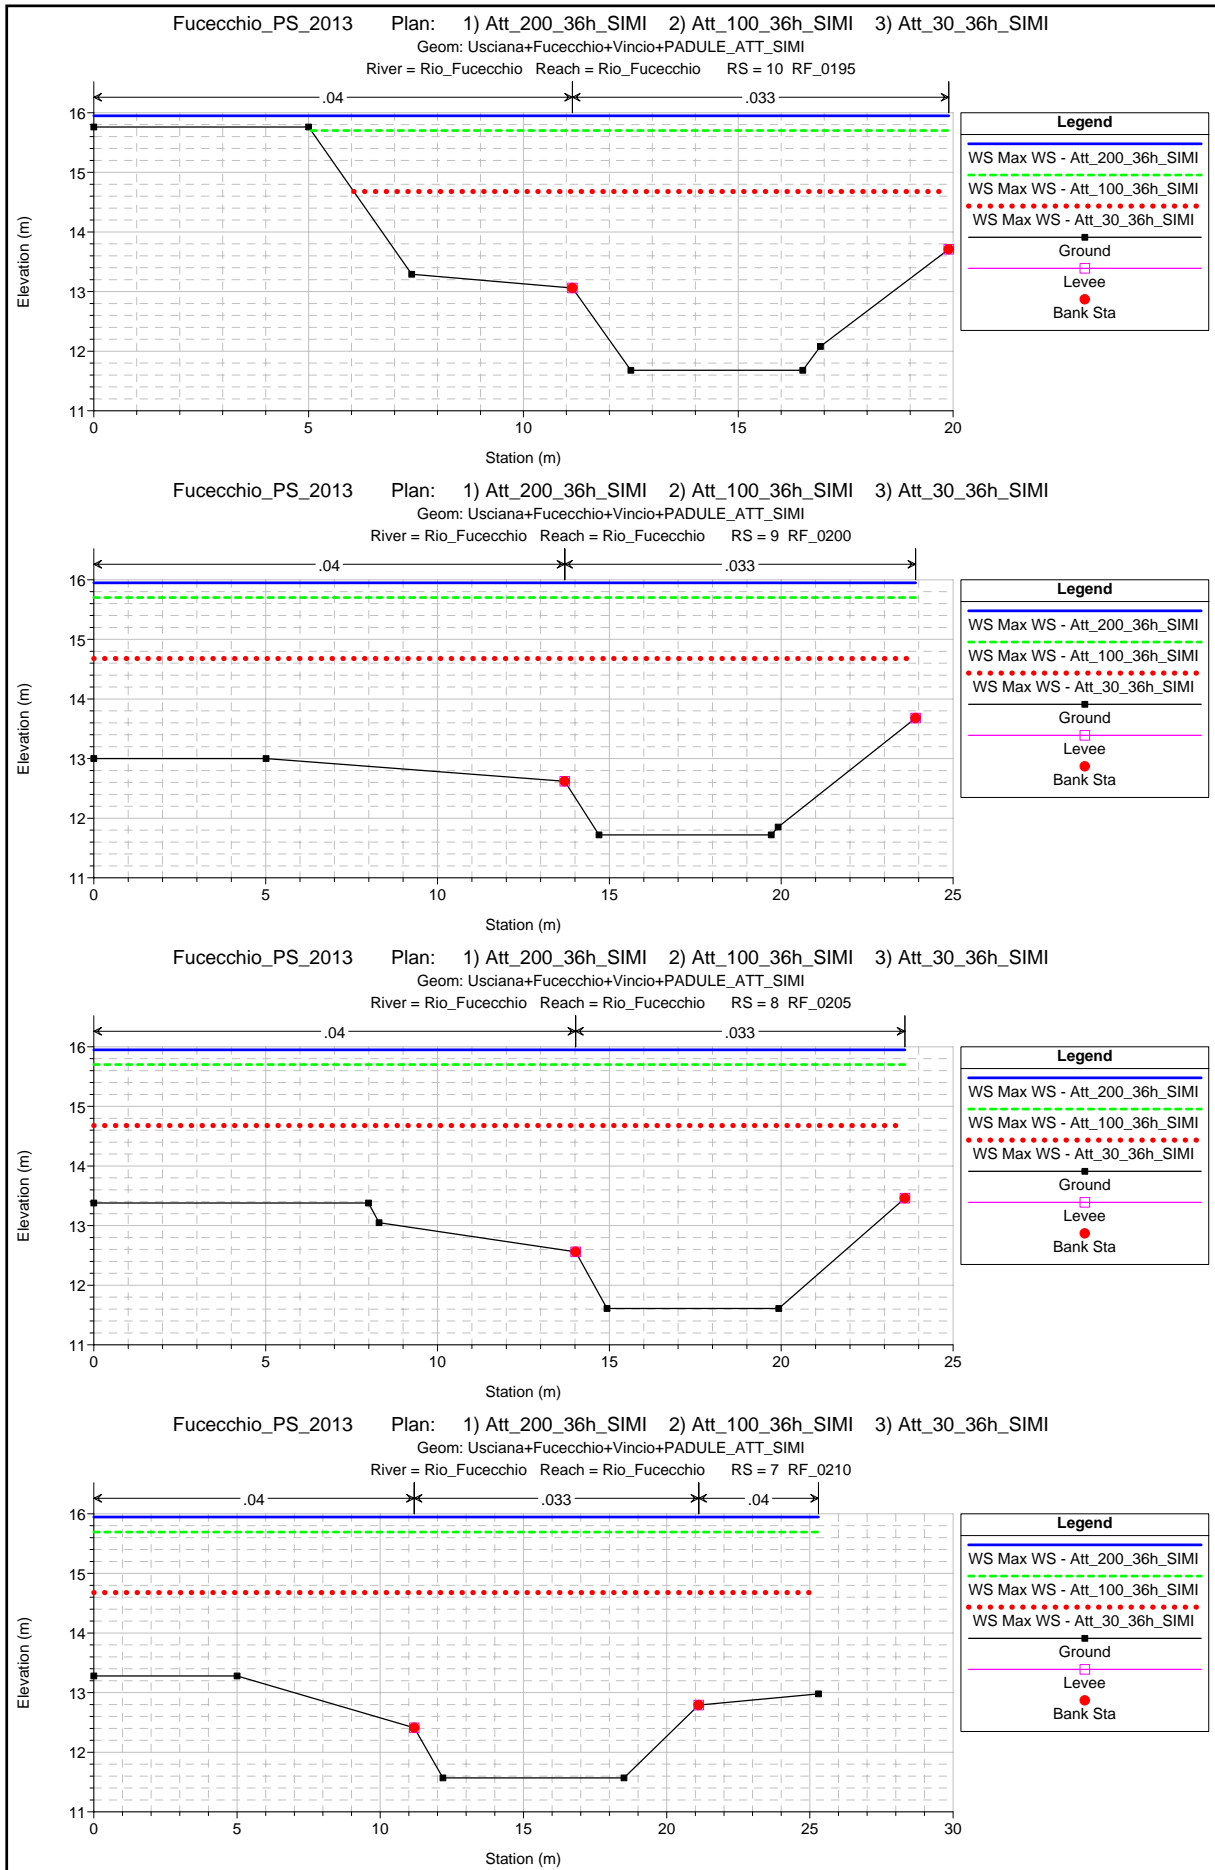 Fucecchio_PS_2013 Plan: 1) Att_200_36h_SIMI 2) Att_100_36h_SIMI 3) Att_30_36h_SIMI
Geom: Usciana+Fucecchio+Vincio+PADULE_ATT_SIMI
River = Rio_Fucecchio Reach = Rio_Fucecchio RS = 10 RF_0195
.04 .033
Elevation (m)
16
15
14
13
12
11
0 5 10 15 20
Station (m)
Legend
WS Max WS - Att_200_36h_SIMI
WS Max WS - Att_100_36h_SIMI
WS Max WS - Att_30_36h_SIMI
Ground
Levee
Bank Sta
Fucecchio_PS_2013 Plan: 1) Att_200_36h_SIMI 2) Att_100_36h_SIMI 3) Att_30_36h_SIMI
Geom: Usciana+Fucecchio+Vincio+PADULE_ATT_SIMI
River = Rio_Fucecchio Reach = Rio_Fucecchio RS = 9 RF_0200
.04 .033
Elevation (m)
16
15
14
13
12
11
0 5 10 15 20 25
Station (m)
Legend
WS Max WS - Att_200_36h_SIMI
WS Max WS - Att_100_36h_SIMI
WS Max WS - Att_30_36h_SIMI
Ground
Levee
Bank Sta
Fucecchio_PS_2013 Plan: 1) Att_200_36h_SIMI 2) Att_100_36h_SIMI 3) Att_30_36h_SIMI
Geom: Usciana+Fucecchio+Vincio+PADULE_ATT_SIMI
River = Rio_Fucecchio Reach = Rio_Fucecchio RS = 8 RF_0205
.04 .033
Elevation (m)
16
15
14
13
12
11
0 5 10 15 20 25
Station (m)
Legend
WS Max WS - Att_200_36h_SIMI
WS Max WS - Att_100_36h_SIMI
WS Max WS - Att_30_36h_SIMI
Ground
Levee
Bank Sta
Fucecchio_PS_2013 Plan: 1) Att_200_36h_SIMI 2) Att_100_36h_SIMI 3) Att_30_36h_SIMI
Geom: Usciana+Fucecchio+Vincio+PADULE_ATT_SIMI
River = Rio_Fucecchio Reach = Rio_Fucecchio RS = 7 RF_0210
.04 .033 .04
Elevation (m)
16
15
14
13
12
11
0 5 10 15 20 25 30
Station (m)
Legend
WS Max WS - Att_200_36h_SIMI
WS Max WS - Att_100_36h_SIMI
WS Max WS - Att_30_36h_SIMI
Ground
Levee
Bank Sta